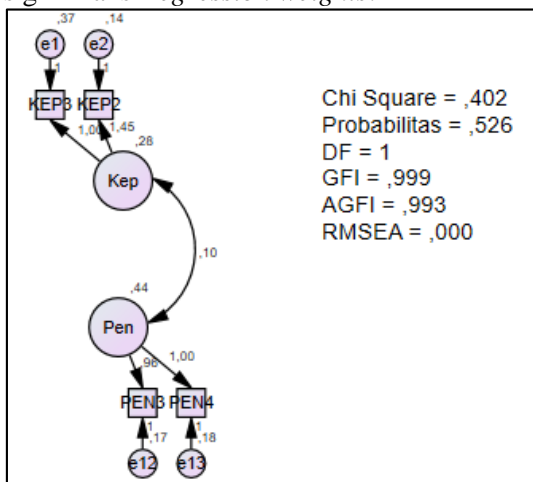 ,37 ,14
e1 e2
1 1
KEP3 KEP2
1,00 1,45
,28
Kep
,10
,44
Pen
,96 1,00
PEN3 PEN4
1 1
,17 ,18
e12 e13
Chi Square = ,402
Probabilitas = ,526
DF = 1
GFI = ,999
AGFI = ,993
RMSEA = ,000